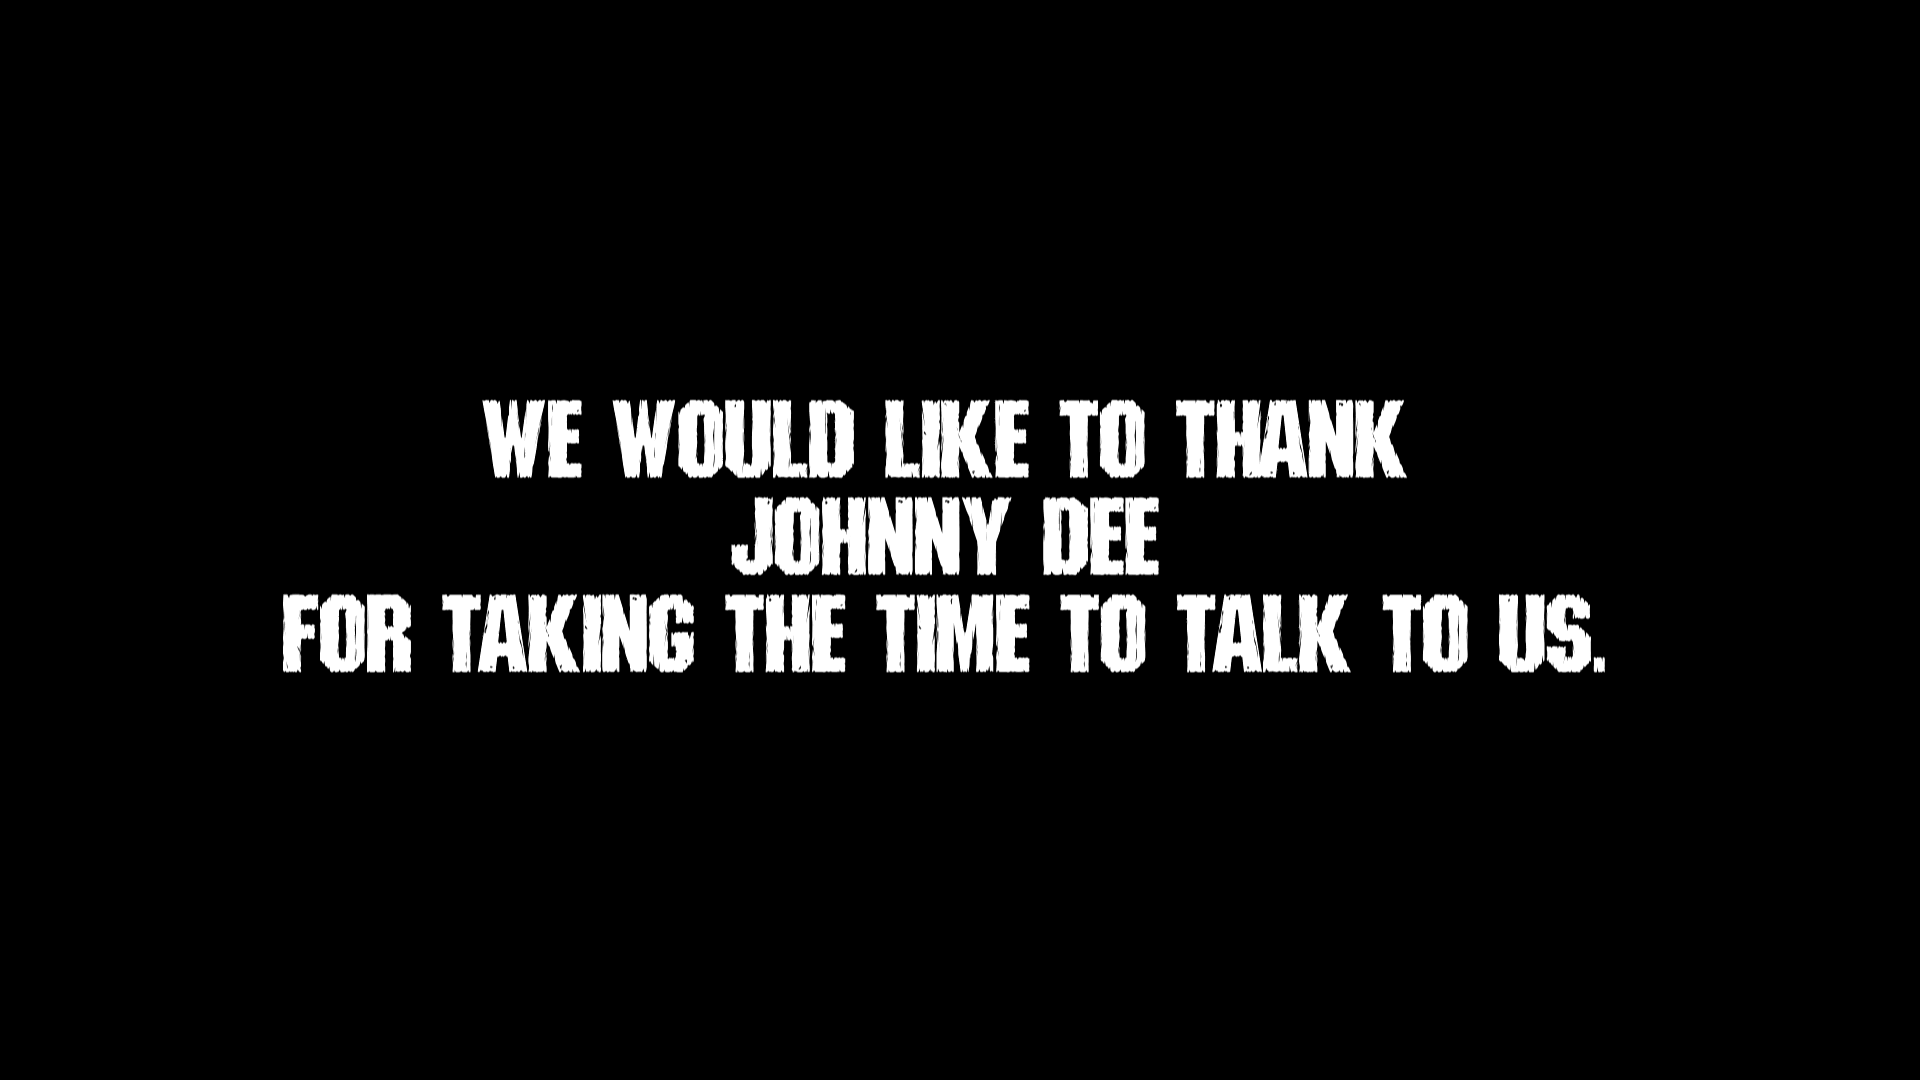 WE WOULD LIKE TO THANK
JOHNNY DEE
FOR TAKING THE TIME TO TALK TO US.